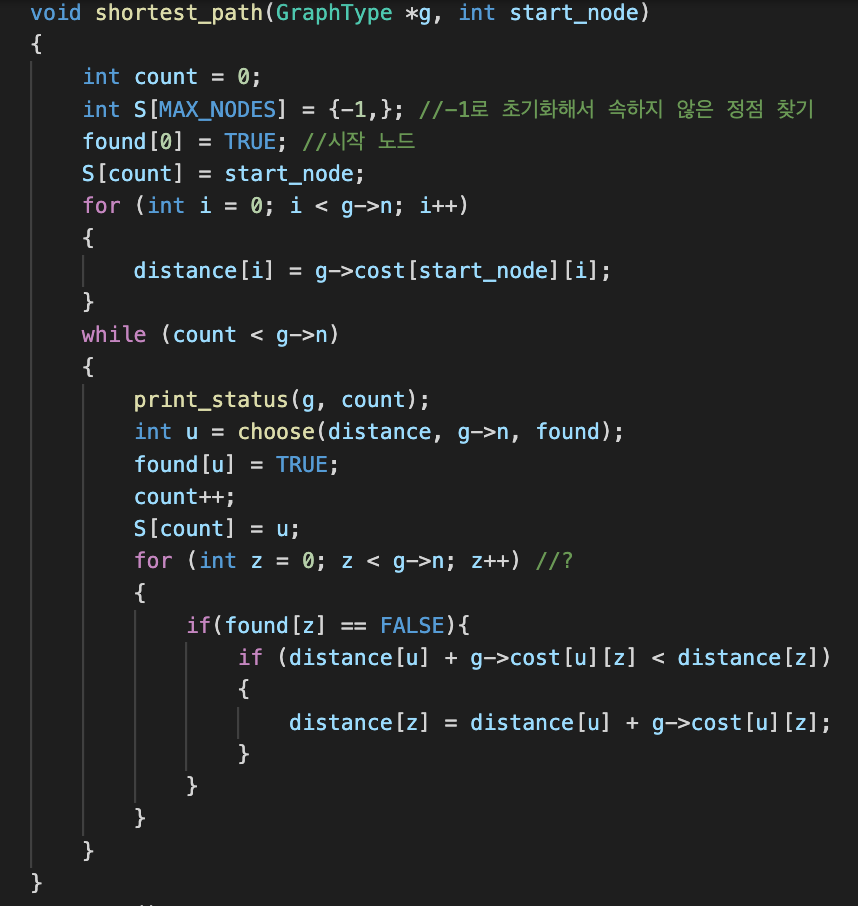 void shortest_path(GraphType *g, int start_node)
{
    int count = 0;
    int S[MAX_NODES] = {-1,}; //-1로 초기화해서 속하지 않은 정점 찾기
    found[0] = TRUE; //시작 노드
    S[count] = start_node;
    for (int i = 0; i < g->n; i++)
    {
        distance[i] = g->cost[start_node][i];
    }
    while (count < g->n)
    {
        print_status(g, count);
        int u = choose(distance, g->n, found);
        found[u] = TRUE;
        count++;
        S[count] = u;
        for (int z = 0; z < g->n; z++) //?
        {
            if(found[z] == FALSE){
                if (distance[u] + g->cost[u][z] < distance[z])
                {
                    distance[z] = distance[u] + g->cost[u][z];
                }
            }
        }
    }
}